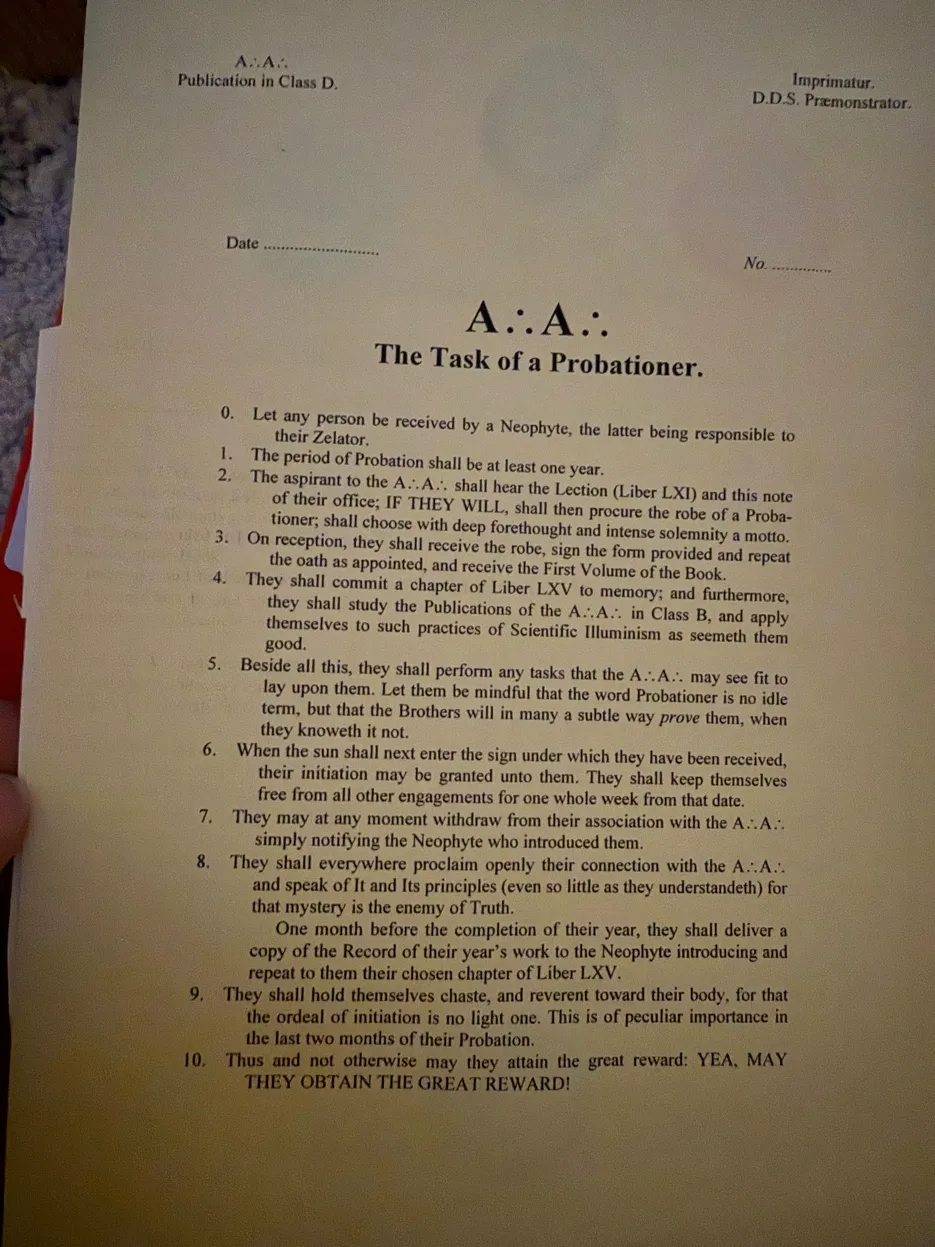 A∴A∴
Publication in Class D.
Imprimatur.
D.D.S. Præmonstrator.
Date ..........................
No. ..............
A∴A∴
The Task of a Probationer.
0. Let any person be received by a Neophyte, the latter being responsible to
their Zelator.
1. The period of Probation shall be at least one year.
2. The aspirant to the A∴A∴ shall hear the Lection (Liber LXI) and this note
of their office; IF THEY WILL, shall then procure the robe of a Proba-
tioner; shall choose with deep forethought and intense solemnity a motto.
3. On reception, they shall receive the robe, sign the form provided and repeat
the oath as appointed, and receive the First Volume of the Book.
4. They shall commit a chapter of Liber LXV to memory; and furthermore,
they shall study the Publications of the A∴A∴ in Class B, and apply
themselves to such practices of Scientific Illuminism as seemeth them
good.
5. Beside all this, they shall perform any tasks that the A∴A∴ may see fit to
lay upon them. Let them be mindful that the word Probationer is no idle
term, but that the Brothers will in many a subtle way prove them, when
they knoweth it not.
6. When the sun shall next enter the sign under which they have been received,
their initiation may be granted unto them. They shall keep themselves
free from all other engagements for one whole week from that date.
7. They may at any moment withdraw from their association with the A∴A∴
simply notifying the Neophyte who introduced them.
8. They shall everywhere proclaim openly their connection with the A∴A∴
and speak of It and Its principles (even so little as they understandeth) for
that mystery is the enemy of Truth.
One month before the completion of their year, they shall deliver a
copy of the Record of their year's work to the Neophyte introducing and
repeat to them their chosen chapter of Liber LXV.
9. They shall hold themselves chaste, and reverent toward their body, for that
the ordeal of initiation is no light one. This is of peculiar importance in
the last two months of their Probation.
10. Thus and not otherwise may they attain the great reward: YEA, MAY
THEY OBTAIN THE GREAT REWARD!